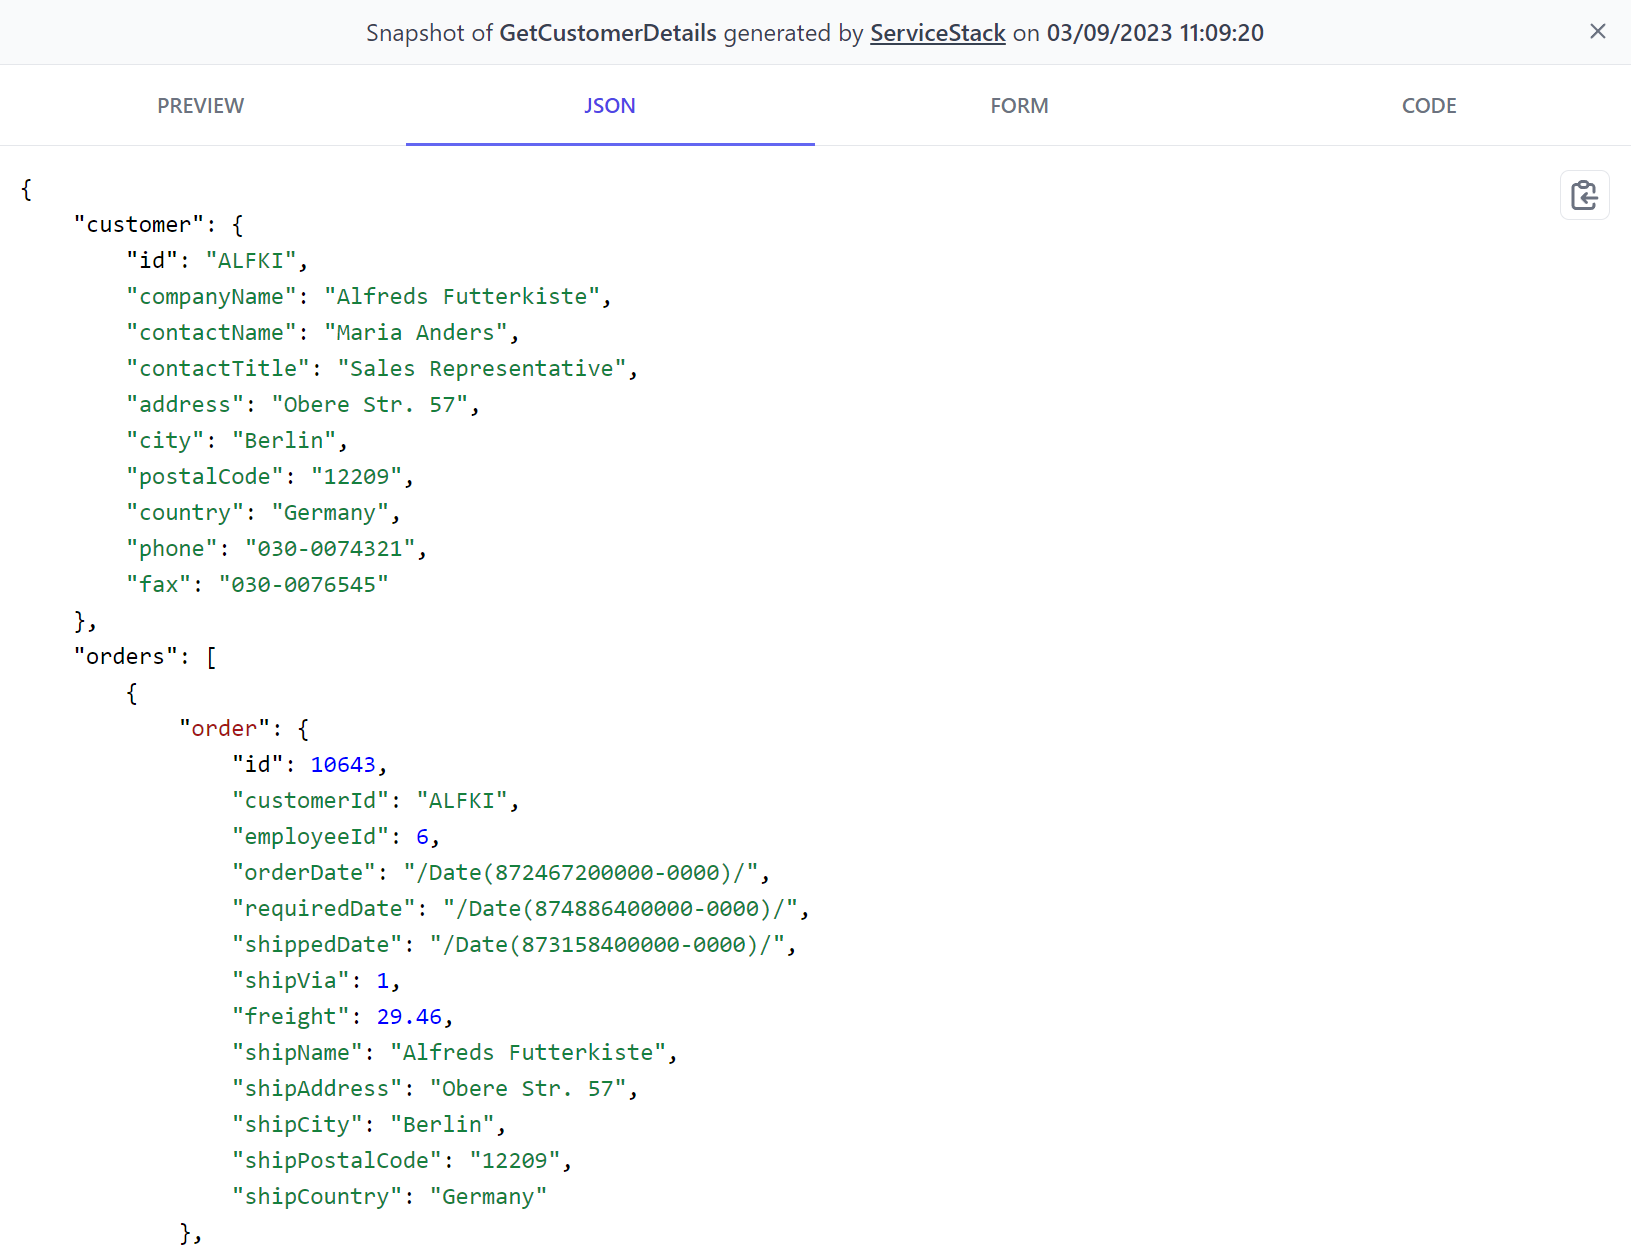 Snapshot of GetCustomerDetails generated by ServiceStack on 03/09/2023 11:09:20
PREVIEW JSON FORM CODE
{
    "customer": {
        "id": "ALFKI",
        "companyName": "Alfreds Futterkiste",
        "contactName": "Maria Anders",
        "contactTitle": "Sales Representative",
        "address": "Obere Str. 57",
        "city": "Berlin",
        "postalCode": "12209",
        "country": "Germany",
        "phone": "030-0074321",
        "fax": "030-0076545"
    },
    "orders": [
        {
            "order": {
                "id": 10643,
                "customerId": "ALFKI",
                "employeeId": 6,
                "orderDate": "/Date(872467200000-0000)/",
                "requiredDate": "/Date(874886400000-0000)/",
                "shippedDate": "/Date(873158400000-0000)/",
                "shipVia": 1,
                "freight": 29.46,
                "shipName": "Alfreds Futterkiste",
                "shipAddress": "Obere Str. 57",
                "shipCity": "Berlin",
                "shipPostalCode": "12209",
                "shipCountry": "Germany"
            },